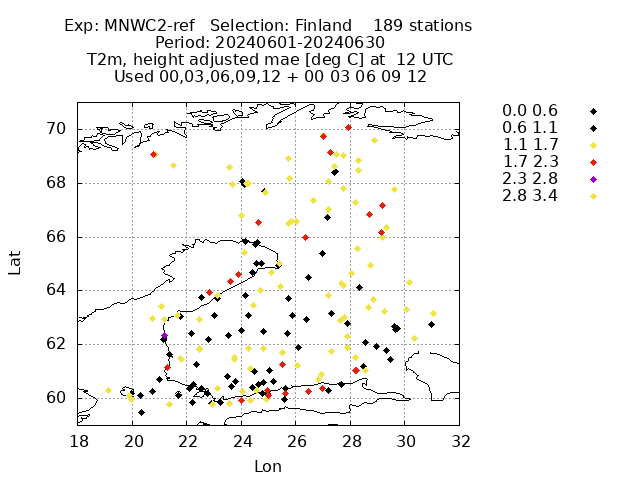 Exp: MNWC2-ref Selection: Finland 189 stations
Period: 20240601-20240630
T2m, height adjusted mae [deg C] at 12 UTC
Used 00,03,06,09,12 + 00 03 06 09 12
0.0 0.6
0.6 1.1
1.1 1.7
1.7 2.3
2.3 2.8
2.8 3.4
70
68
66
64
62
60
Lat
18 20 22 24 26 28 30 32
Lon